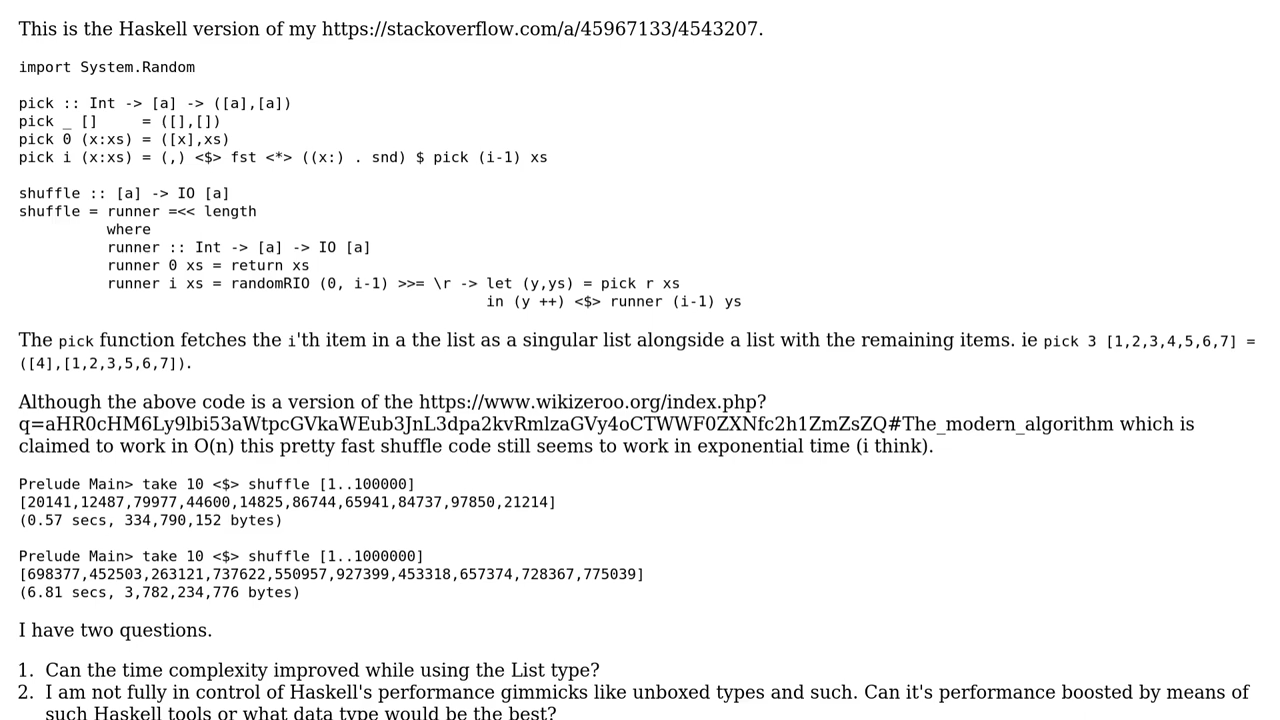 This is the Haskell version of my https://stackoverflow.com/a/45967133/4543207.
import System.Random
pick :: Int -> [a] -> ([a],[a])
pick _ []     = ([],[])
pick 0 (x:xs) = ([x],xs)
pick i (x:xs) = (,) <$> fst <*> ((x:) . snd) $ pick (i-1) xs
shuffle :: [a] -> IO [a]
shuffle = runner =<< length
          where
          runner :: Int -> [a] -> IO [a]
          runner 0 xs = return xs
          runner i xs = randomRIO (0, i-1) >>= \r -> let (y,ys) = pick r xs
                                                     in (y ++) <$> runner (i-1) ys
The pick function fetches the i'th item in a the list as a singular list alongside a list with the remaining items. ie pick 3 [1,2,3,4,5,6,7] =
([4],[1,2,3,5,6,7]).
Although the above code is a version of the https://www.wikizeroo.org/index.php?
q=aHR0cHM6Ly9lbi53aWtpcGVkaWEub3JnL3dpa2kvRmlzaGVy4oCTWWF0ZXNfc2h1ZmZsZQ#The_modern_algorithm which is
claimed to work in O(n) this pretty fast shuffle code still seems to work in exponential time (i think).
Prelude Main> take 10 <$> shuffle [1..100000]
[20141,12487,79977,44600,14825,86744,65941,84737,97850,21214]
(0.57 secs, 334,790,152 bytes)
Prelude Main> take 10 <$> shuffle [1..1000000]
[698377,452503,263121,737622,550957,927399,453318,657374,728367,775039]
(6.81 secs, 3,782,234,776 bytes)
I have two questions.
1. Can the time complexity improved while using the List type?
2. I am not fully in control of Haskell's performance gimmicks like unboxed types and such. Can it's performance boosted by means of
such Haskell tools or what data type would be the best?